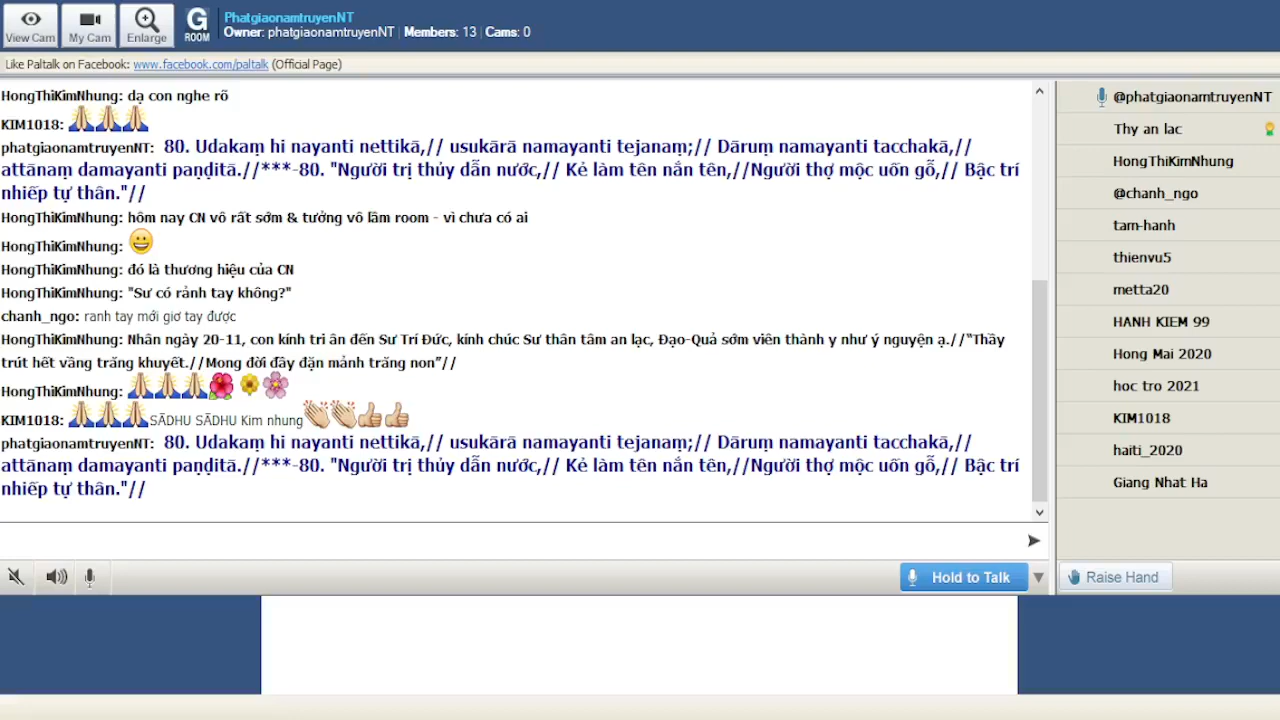 View Cam
My Cam
Enlarge
G
ROOM
PhatgiaonamtruyenNT
Owner: phatgiaonamtruyenNT | Members: 13 | Cams: 0
Like Paltalk on Facebook: www.facebook.com/paltalk (Official Page)
HongThiKimNhung: dạ con nghe rõ
KIM1018:
phatgiaonamtruyenNT: 80. Udakaṃ hi nayanti nettikā,// usukārā namayanti tejanaṃ;// Dāruṃ namayanti tacchakā,//
attānaṃ damayanti paṇḍitā.//***-80. "Người trị thủy dẫn nước,// Kẻ làm tên nắn tên,//Người thợ mộc uốn gỗ,// Bậc trí
nhiếp tự thân."//
HongThiKimNhung: hôm nay CN vô rất sớm & tưởng vô lầm room - vì chưa có ai
HongThiKimNhung:
HongThiKimNhung: đó là thương hiệu của CN
HongThiKimNhung: "Sư có rảnh tay không?"
chanh_ngo: ranh tay mới giơ tay được
HongThiKimNhung: Nhân ngày 20-11, con kính tri ân đến Sư Trí Đức, kính chúc Sư thân tâm an lạc, Đạo-Quả sớm viên thành y như ý nguyện ạ.//“Thầy
trút hết vầng trăng khuyết.//Mong đời đầy đặn mảnh trăng non”//
HongThiKimNhung:
KIM1018: SĀDHU SĀDHU Kim nhung
phatgiaonamtruyenNT: 80. Udakaṃ hi nayanti nettikā,// usukārā namayanti tejanaṃ;// Dāruṃ namayanti tacchakā,//
attānaṃ damayanti paṇḍitā.//***-80. "Người trị thủy dẫn nước,// Kẻ làm tên nắn tên,//Người thợ mộc uốn gỗ,// Bậc trí
nhiếp tự thân."//
Hold to Talk
@phatgiaonamtruyenNT
Thy an lac
HongThiKimNhung
@chanh_ngo
tam-hanh
thienvu5
metta20
HANH KIEM 99
Hong Mai 2020
hoc tro 2021
KIM1018
haiti_2020
Giang Nhat Ha
Raise Hand